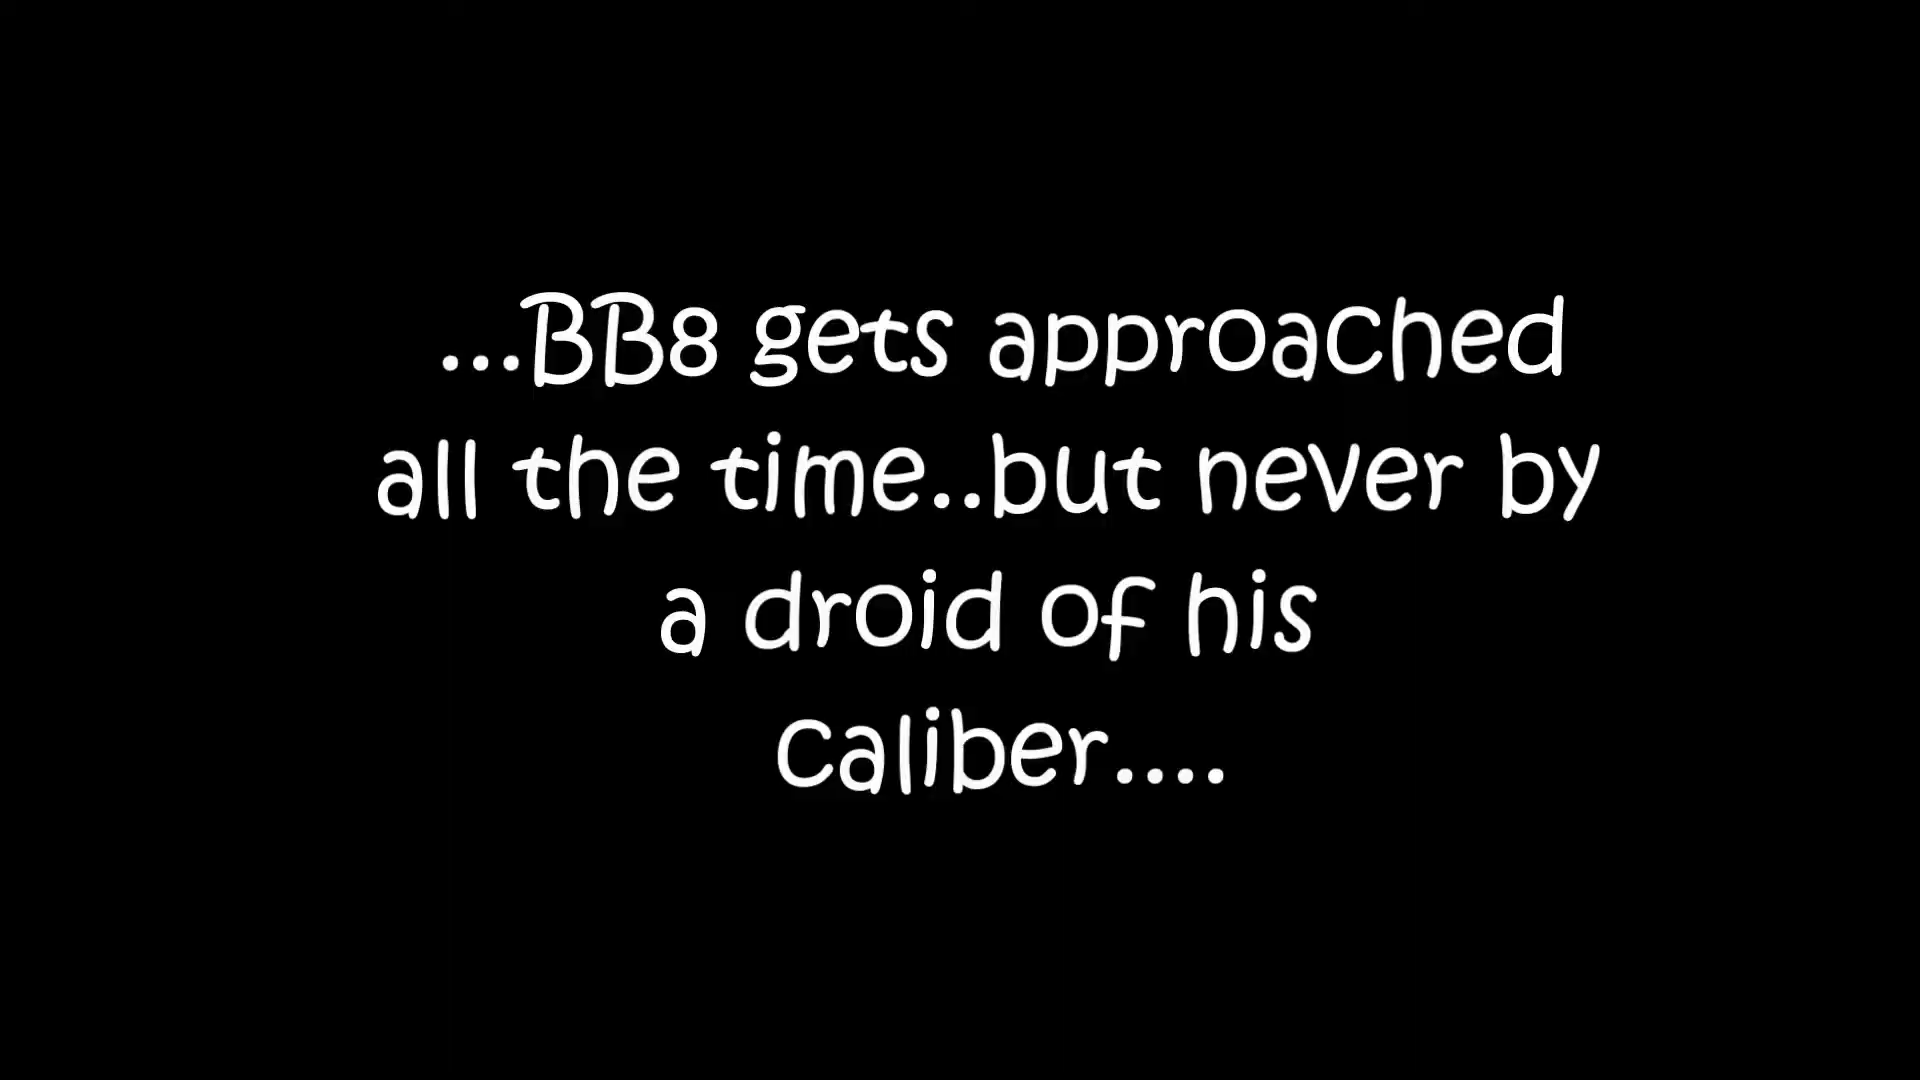 ...BB8 gets approached
all the time..but never by
a droid of his
caliber....